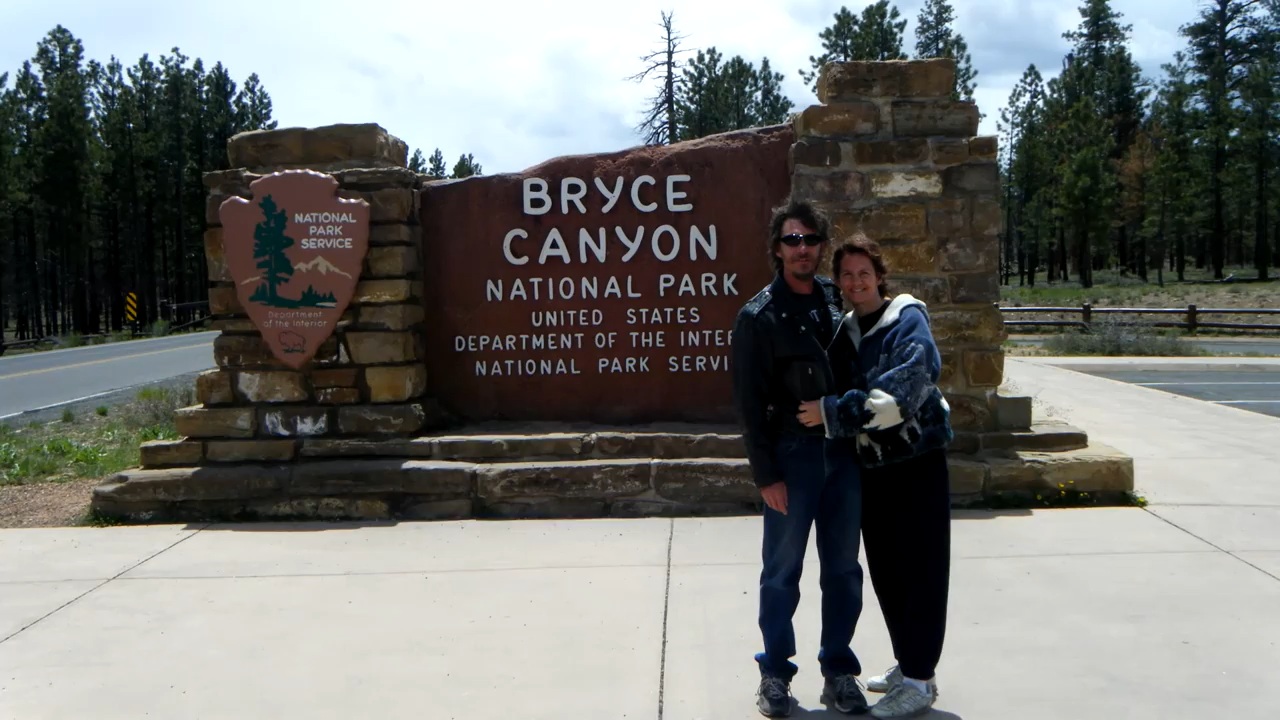 NATIONAL
PARK
SERVICE
Department
of the Interior
BRYCE
CANYON
NATIONAL PARK
UNITED STATES
DEPARTMENT OF THE INTER
NATIONAL PARK SERVI